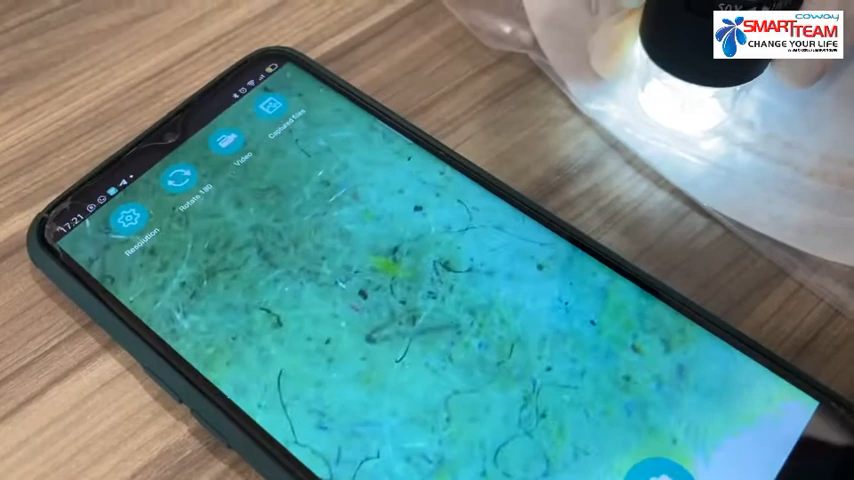 coway
SMART TEAM
CHANGE YOUR LIFE
17:21
Captured files
Video
Rotate 180
Resolution